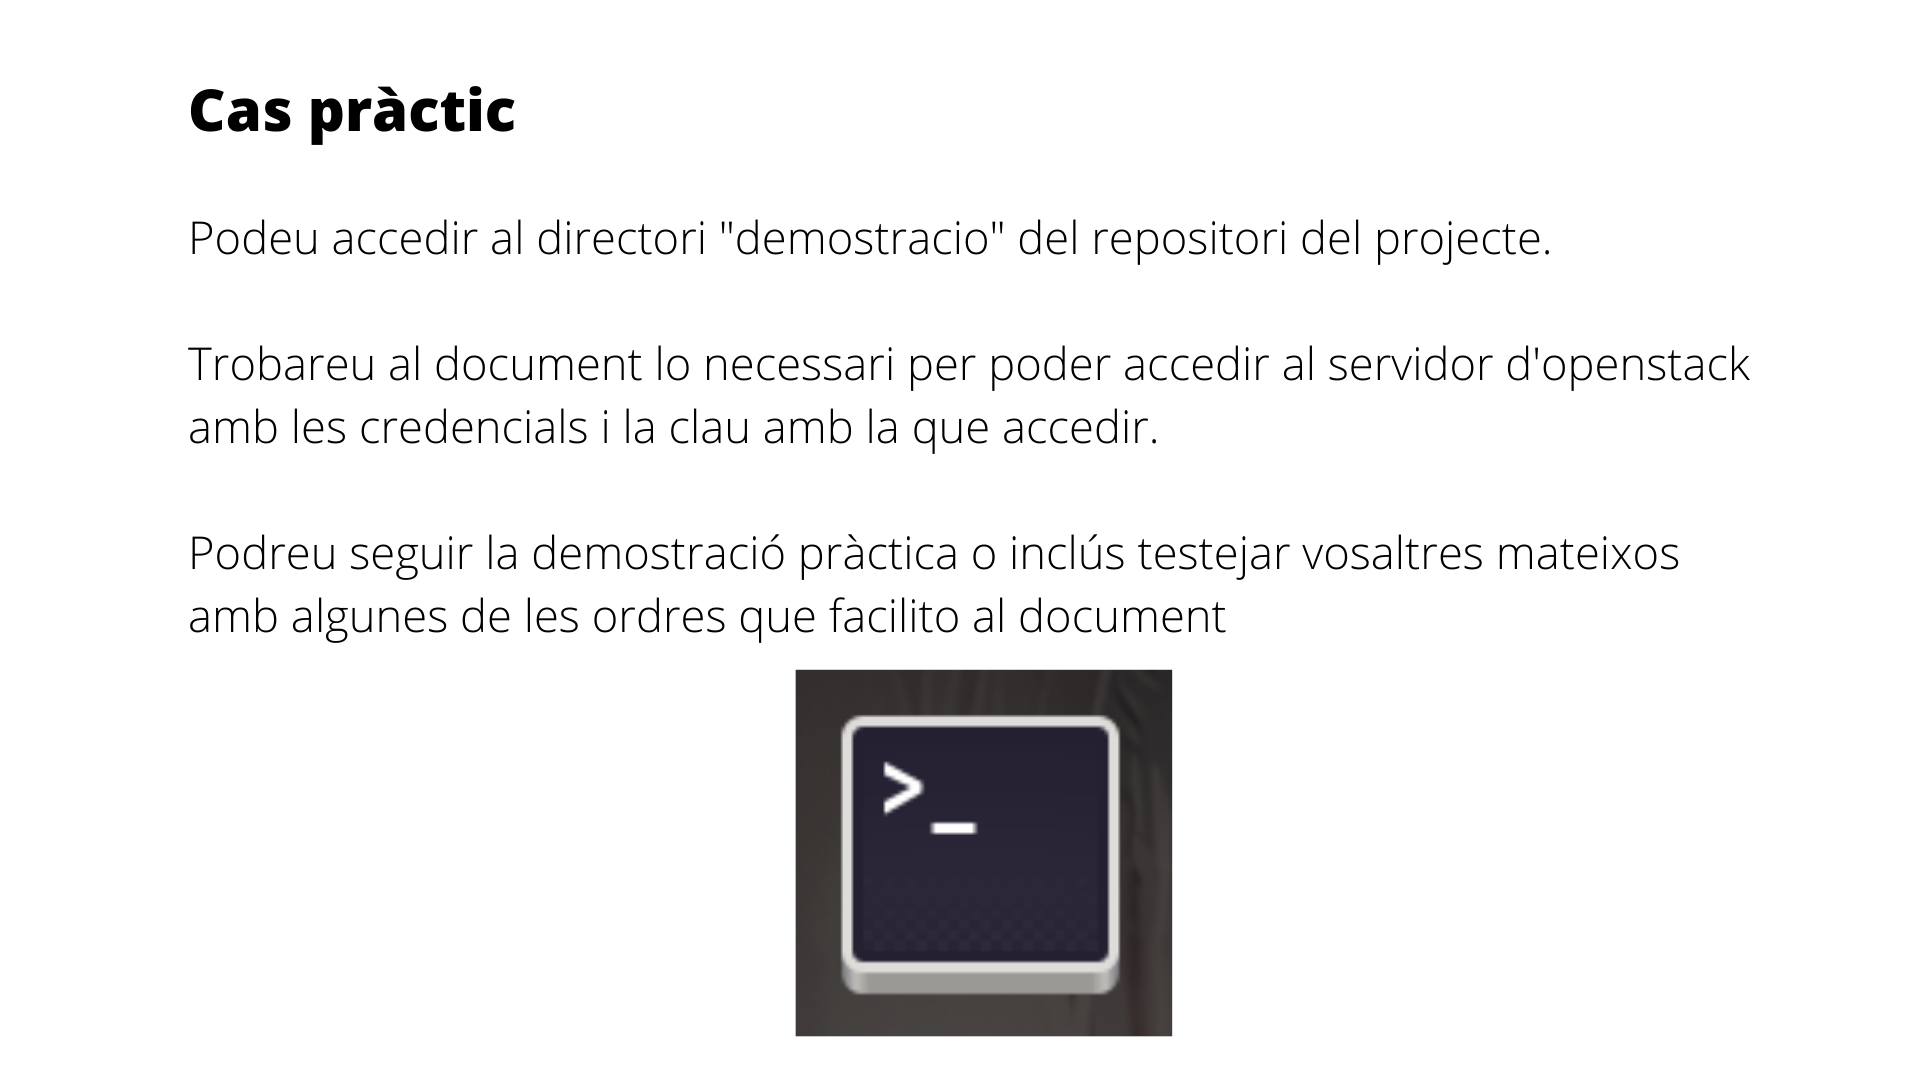 Cas pràctic
Podeu accedir al directori "demostracio" del repositori del projecte.
Trobareu al document lo necessari per poder accedir al servidor d'openstack
amb les credencials i la clau amb la que accedir.
Podreu seguir la demostració pràctica o inclús testejar vosaltres mateixos
amb algunes de les ordres que facilito al document
>_